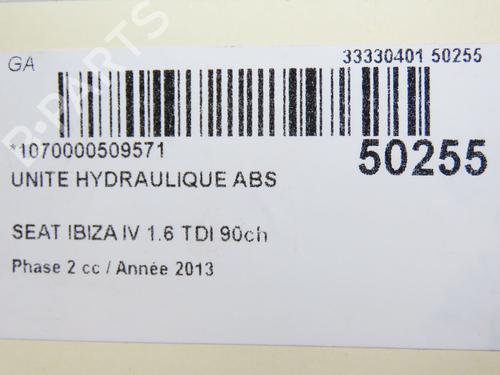 GA
33330401 50255
*1070000509571
50255
UNITE HYDRAULIQUE ABS
SEAT IBIZA IV 1.6 TDI 90ch
Phase 2 cc / Année 2013
B-PARTS